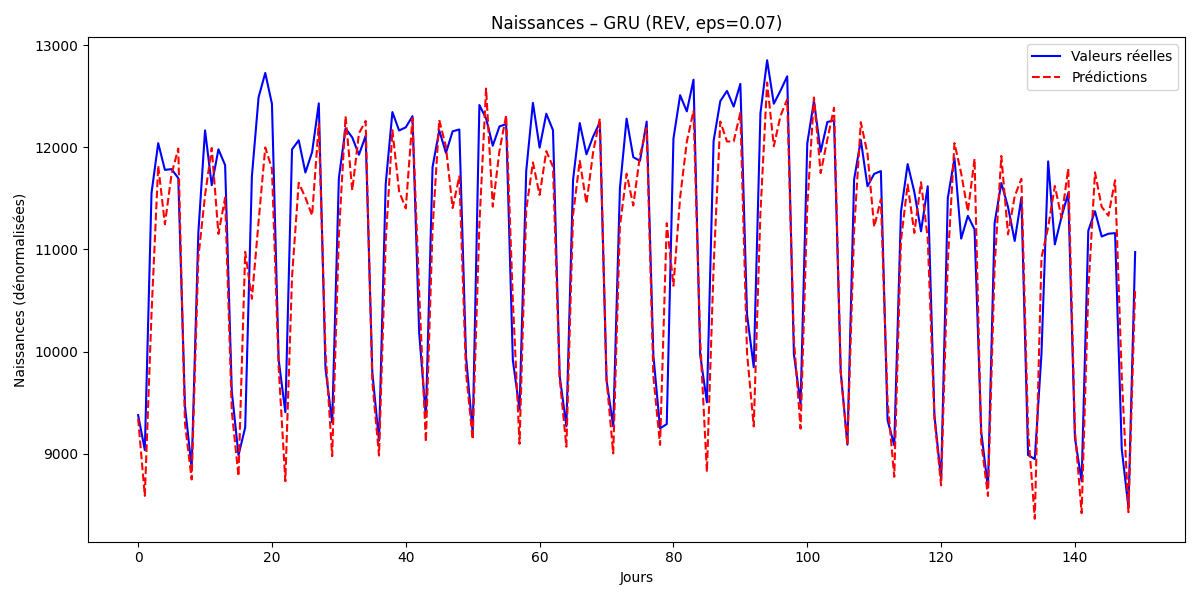 Naissances – GRU (REV, eps=0.07)
Valeurs réelles
Prédictions
Naissances (dénormalisées)
13000
12000
11000
10000
9000
0 20 40 60 80 100 120 140
Jours